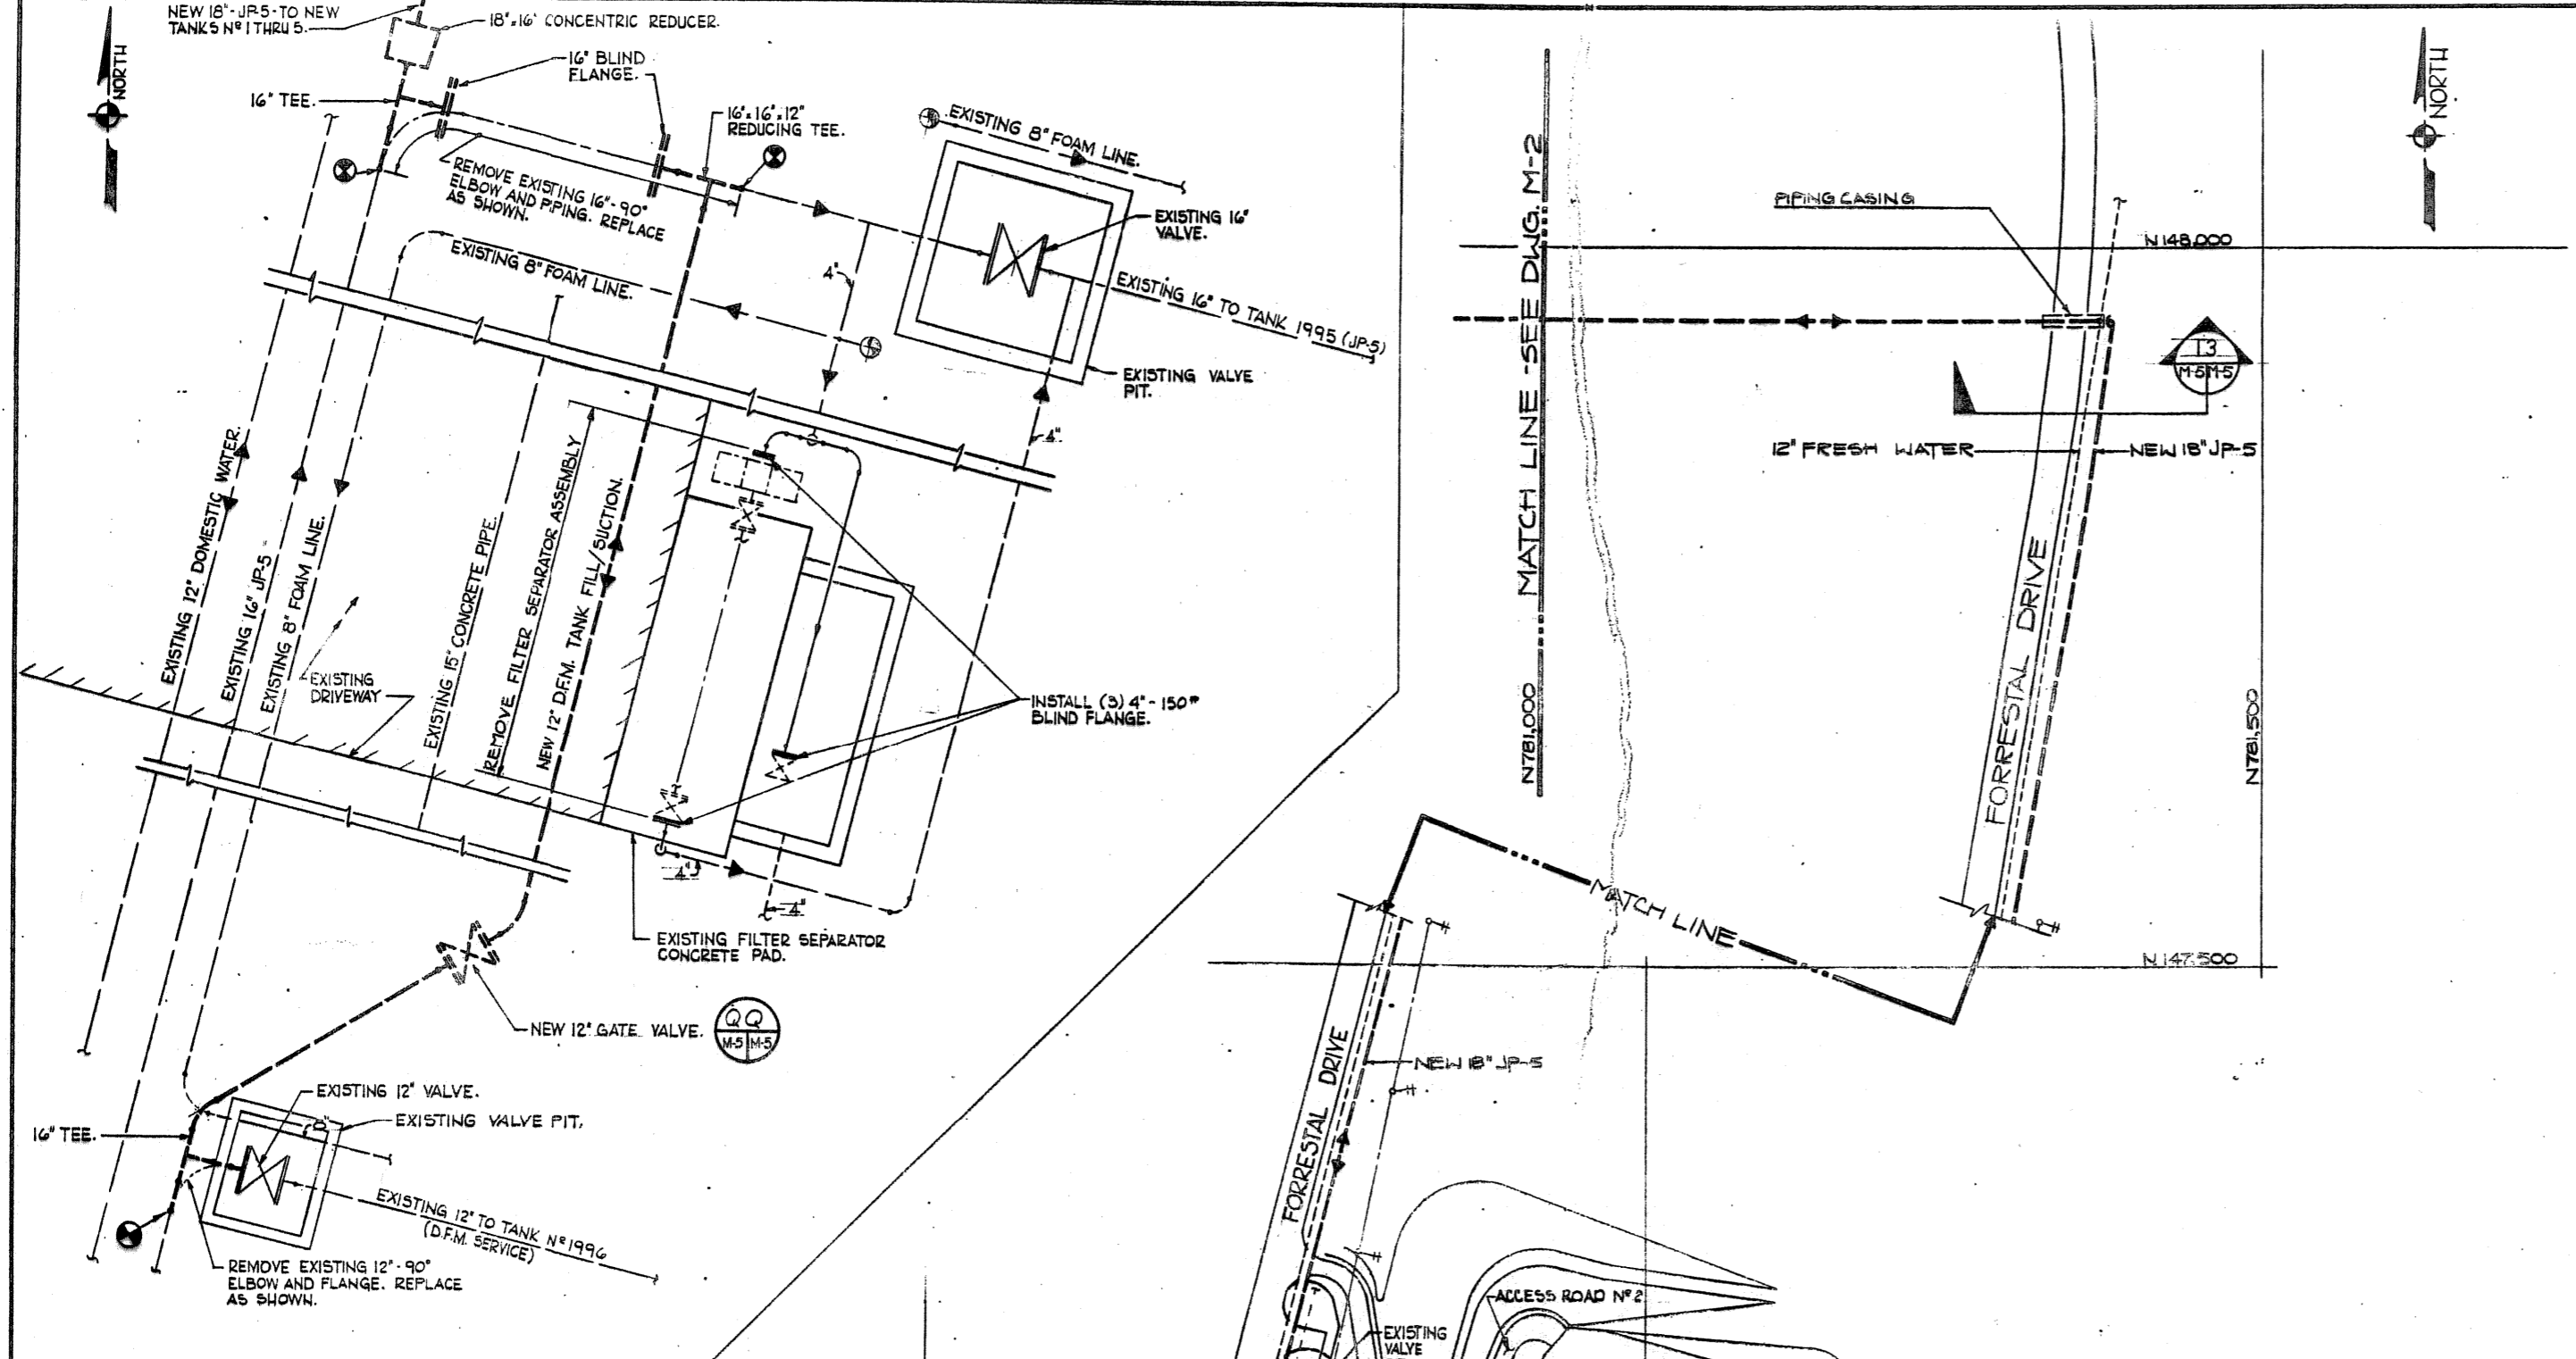 NEW 18"-JP-5-TO NEW
TANKS Nº 1 THRU 5.
18"x16" CONCENTRIC REDUCER.
NORTH
16" BLIND
FLANGE.
16" TEE.
16"x16"x12"
REDUCING TEE.
EXISTING 8" FOAM LINE.
REMOVE EXISTING 16"-90°
ELBOW AND PIPING. REPLACE
AS SHOWN.
EXISTING 16"
VALVE.
EXISTING 8" FOAM LINE.
4"
EXISTING 16" TO TANK 1995 (JP-5)
EXISTING VALVE
PIT.
4"
EXISTING 12" DOMESTIC WATER.
EXISTING 16" JP-5
EXISTING 8" FOAM LINE.
EXISTING
DRIVEWAY
EXISTING 15" CONCRETE PIPE.
REMOVE FILTER SEPARATOR ASSEMBLY
NEW 12" D.F.M. TANK FILL/SUCTION.
INSTALL (3) 4"-150#
BLIND FLANGE.
4"
4"
EXISTING FILTER SEPARATOR
CONCRETE PAD.
NEW 12" GATE VALVE.
QQ
M-5 M-5
EXISTING 12" VALVE.
EXISTING VALVE PIT.
8"
16" TEE.
EXISTING 12" TO TANK Nº 1996
(D.F.M. SERVICE)
REMOVE EXISTING 12"-90°
ELBOW AND FLANGE. REPLACE
AS SHOWN.
N781,000 MATCH LINE-SEE DWG. M-2
PIPING CASING
NORTH
N 148,000
13
M-5 M-5
12" FRESH WATER
NEW 18" JP-5
FORRESTAL DRIVE
N781,500
MATCH LINE
N 147,500
FORRESTAL DRIVE
NEW 18" JP-5
ACCESS ROAD Nº 2
EXISTING
VALVE